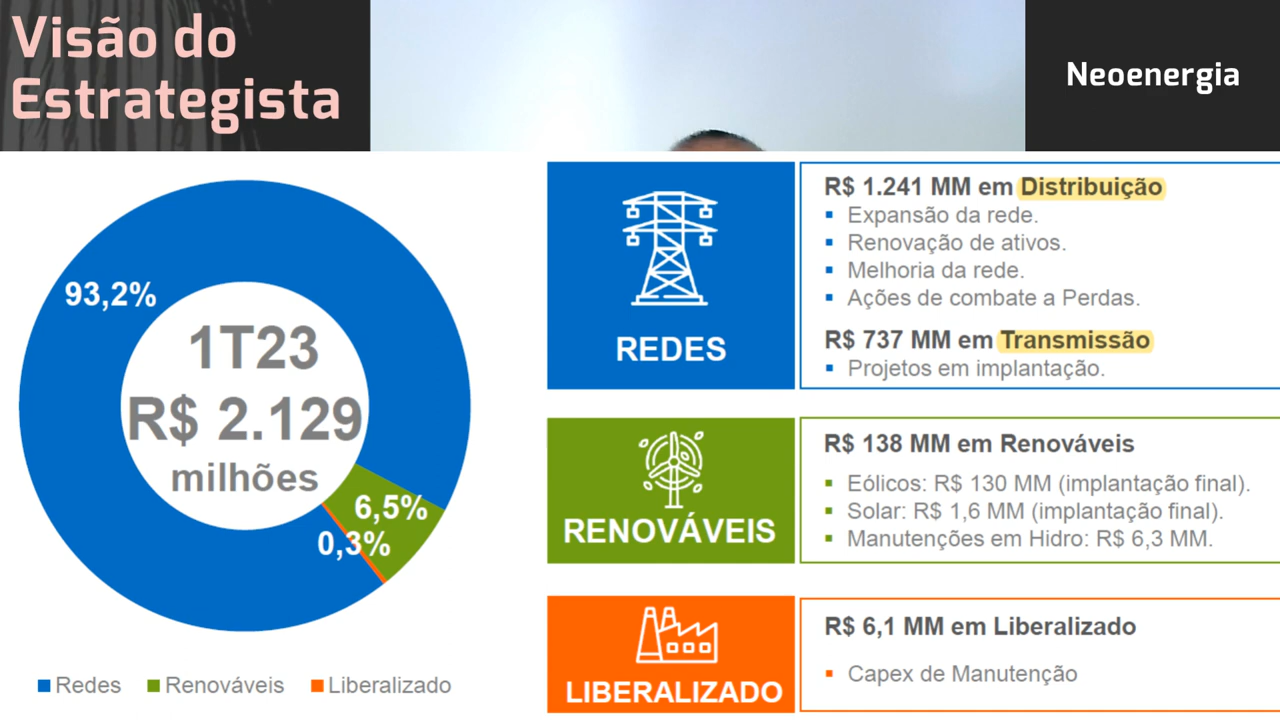 Visão do
Estrategista
Neoenergia
93,2%
1T23
R$ 2.129
milhões
6,5%
0,3%
Redes
Renováveis
Liberalizado
REDES
R$ 1.241 MM em Distribuição
Expansão da rede.
Renovação de ativos.
Melhoria da rede.
Ações de combate a Perdas.
R$ 737 MM em Transmissão
Projetos em implantação.
RENOVÁVEIS
R$ 138 MM em Renováveis
Eólicos: R$ 130 MM (implantação final).
Solar: R$ 1,6 MM (implantação final).
Manutenções em Hidro: R$ 6,3 MM.
LIBERALIZADO
R$ 6,1 MM em Liberalizado
Capex de Manutenção